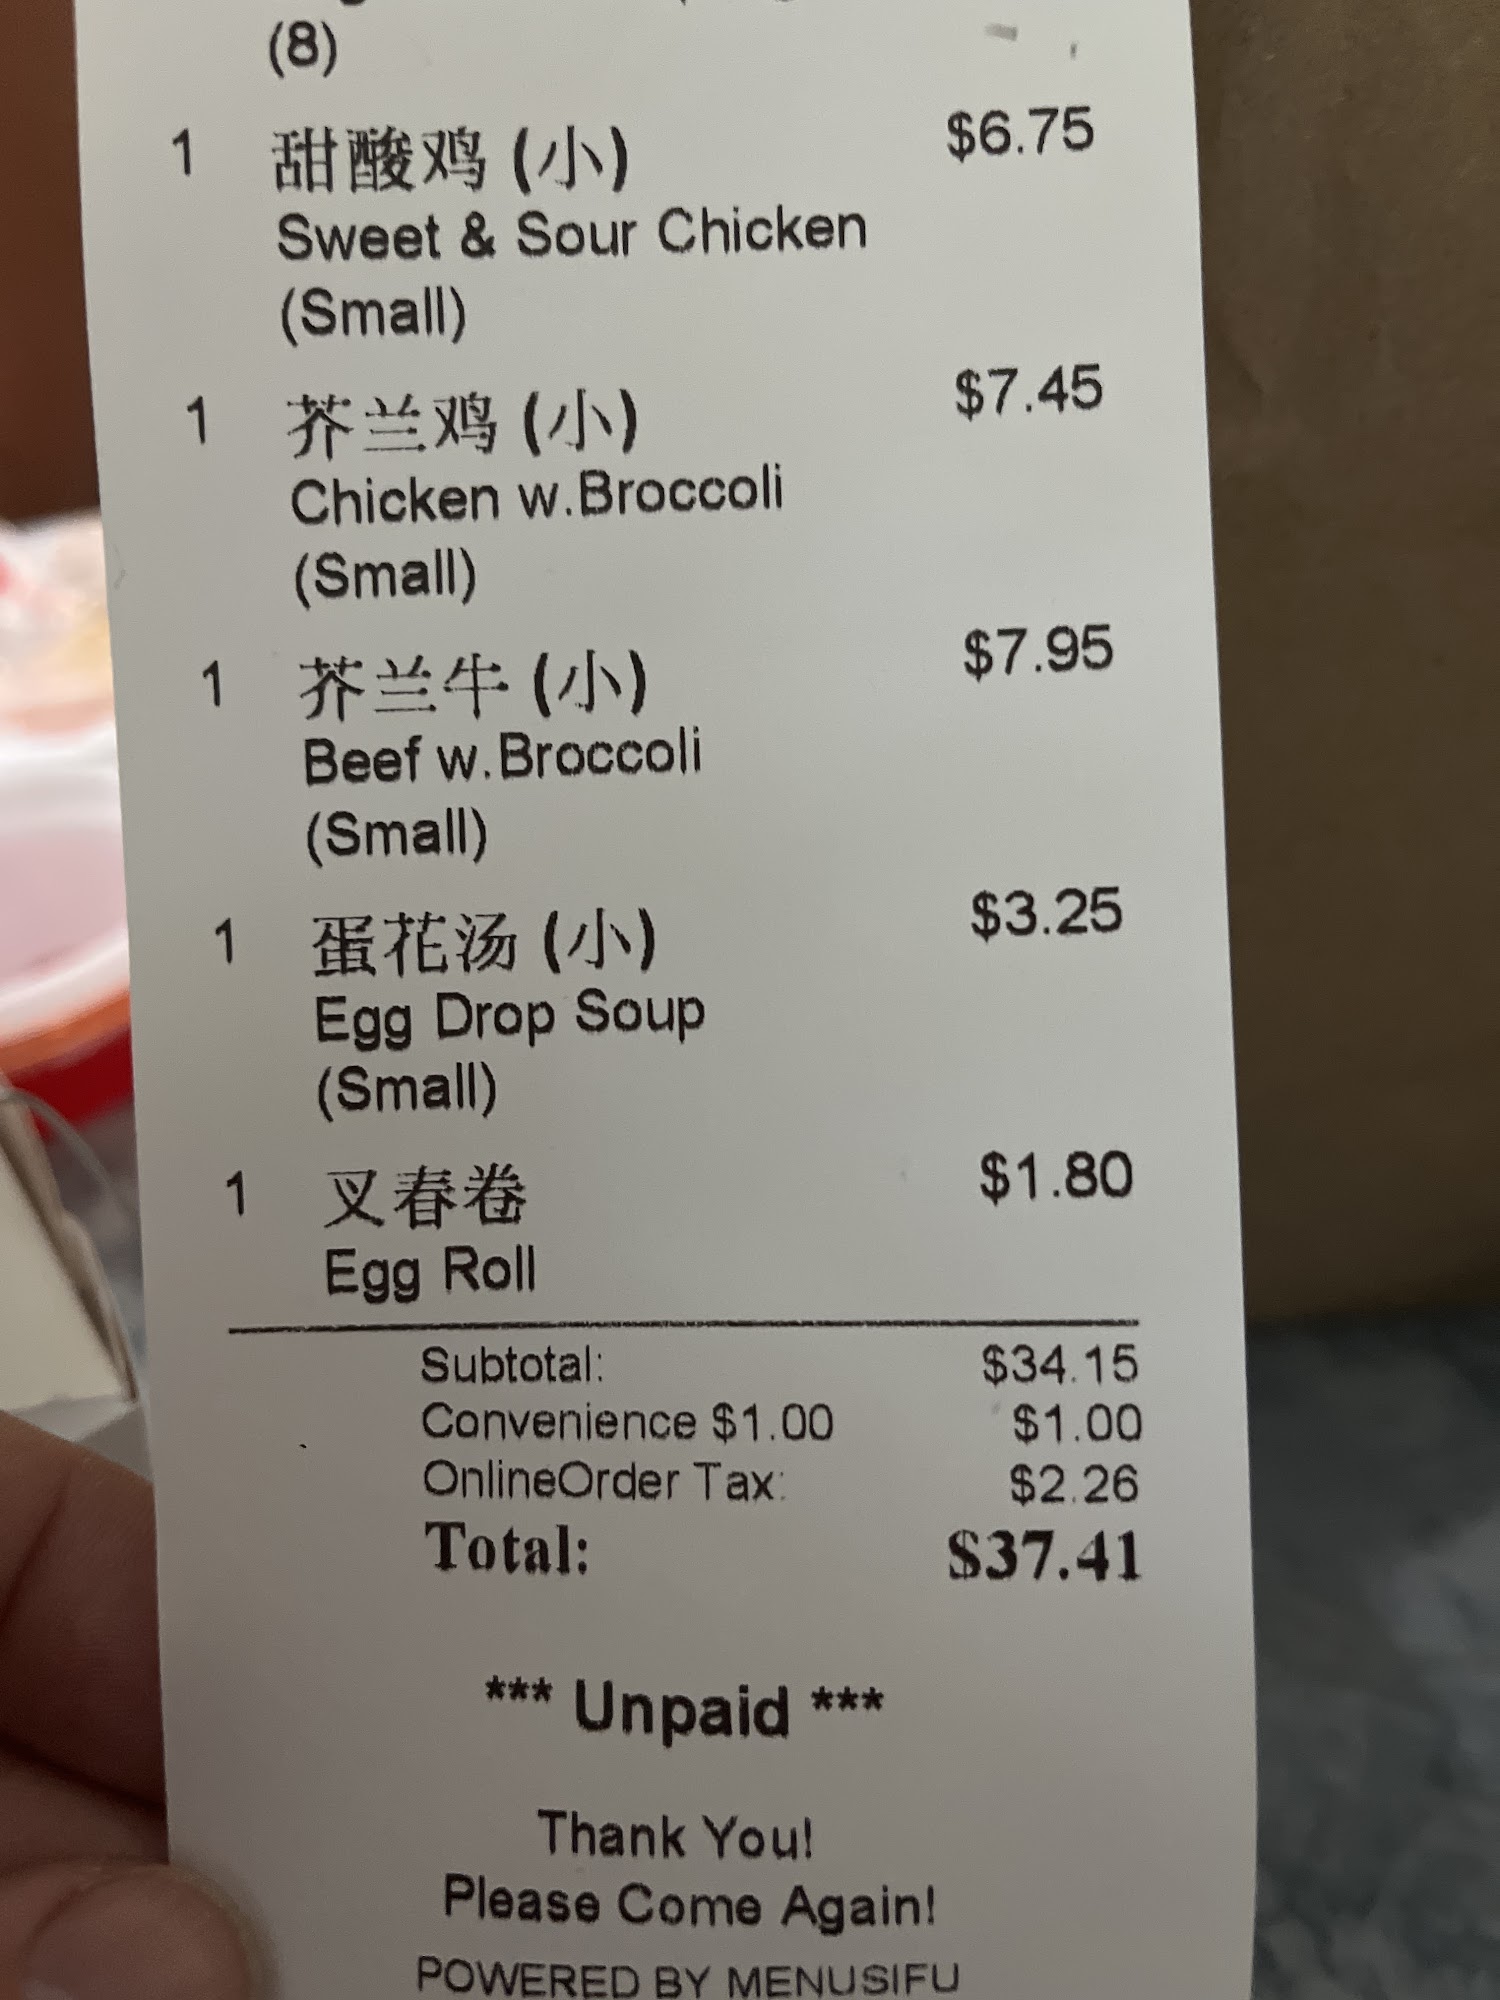 (8)
1 甜酸鸡 (小) $6.75
Sweet & Sour Chicken
(Small)
1 芥兰鸡 (小) $7.45
Chicken w.Broccoli
(Small)
1 芥兰牛 (小) $7.95
Beef w.Broccoli
(Small)
1 蛋花汤 (小) $3.25
Egg Drop Soup
(Small)
1 叉春卷 $1.80
Egg Roll
Subtotal: $34.15
Convenience $1.00 $1.00
OnlineOrder Tax: $2.26
Total: $37.41
*** Unpaid ***
Thank You!
Please Come Again!
POWERED BY MENUSIFU